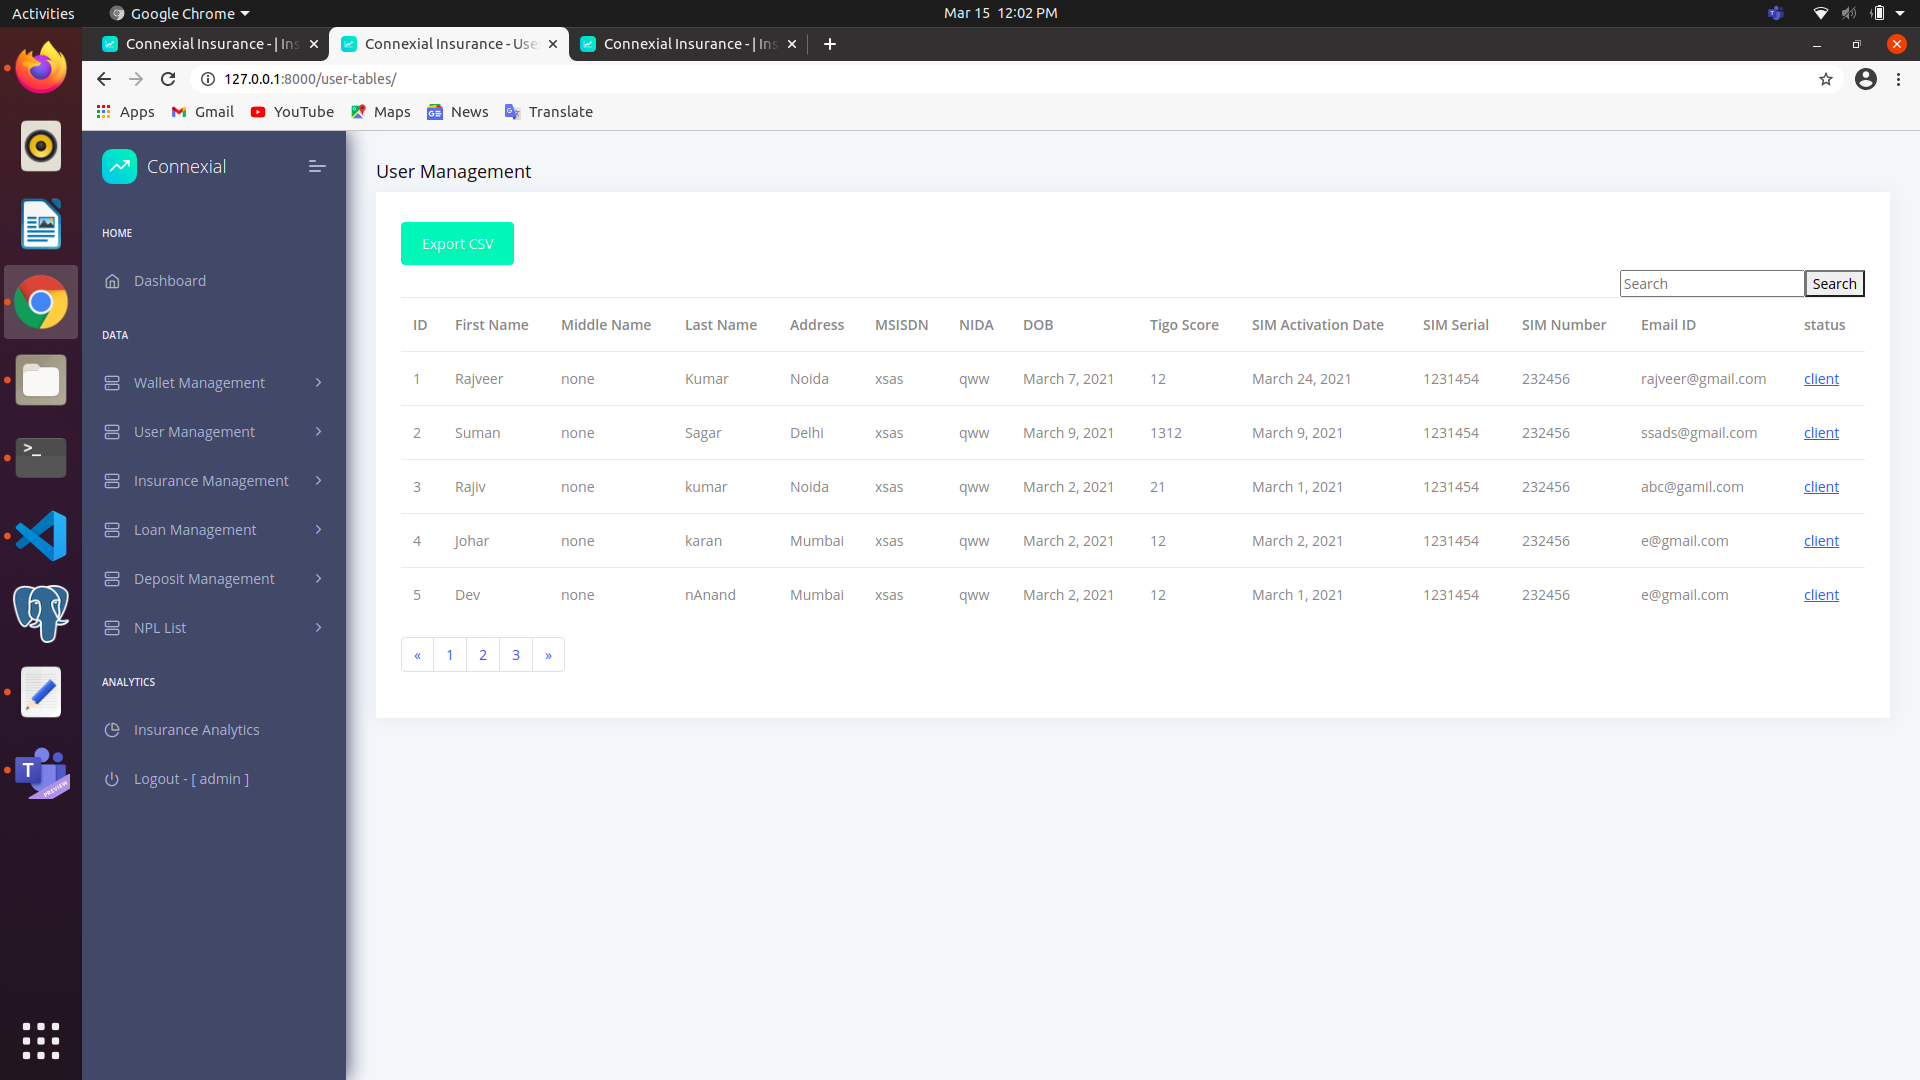 Activities Google Chrome Mar 15 12:02 PM
Connexial Insurance - | Ins Connexial Insurance - Use Connexial Insurance - | Ins
127.0.0.1:8000/user-tables/
Apps Gmail YouTube Maps News Translate
Connexial
HOME
Dashboard
DATA
Wallet Management
User Management
Insurance Management
Loan Management
Deposit Management
NPL List
ANALYTICS
Insurance Analytics
Logout - [ admin ]
User Management
Export CSV
Search Search
ID First Name Middle Name Last Name Address MSISDN NIDA DOB Tigo Score SIM Activation Date SIM Serial SIM Number Email ID status
1 Rajveer none Kumar Noida xsas qww March 7, 2021 12 March 24, 2021 1231454 232456 rajveer@gmail.com client
2 Suman none Sagar Delhi xsas qww March 9, 2021 1312 March 9, 2021 1231454 232456 ssads@gmail.com client
3 Rajiv none kumar Noida xsas qww March 2, 2021 21 March 1, 2021 1231454 232456 abc@gamil.com client
4 Johar none karan Mumbai xsas qww March 2, 2021 12 March 2, 2021 1231454 232456 e@gmail.com client
5 Dev none nAnand Mumbai xsas qww March 2, 2021 12 March 1, 2021 1231454 232456 e@gmail.com client
« 1 2 3 »
T
PREVIEW